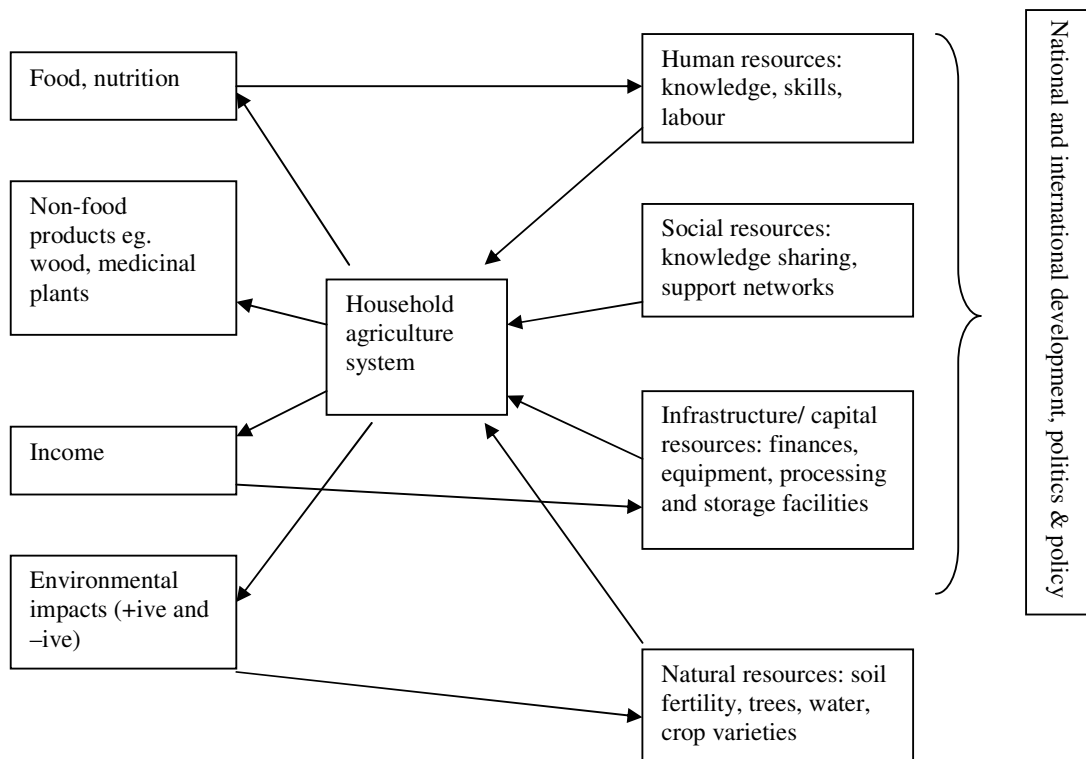 Food, nutrition
Non-food
products eg.
wood, medicinal
plants
Income
Environmental
impacts (+ive and
–ive)
Household
agriculture
system
Human resources:
knowledge, skills,
labour
Social resources:
knowledge sharing,
support networks
Infrastructure/ capital
resources: finances,
equipment, processing
and storage facilities
Natural resources: soil
fertility, trees, water,
crop varieties
National and international development, politics & policy